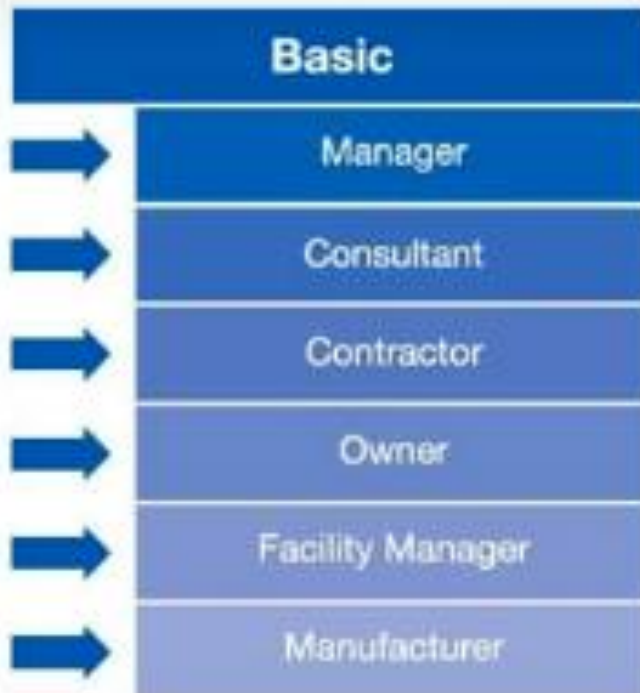 Basic
Manager
Consultant
Contractor
Owner
Facility Manager
Manufacturer